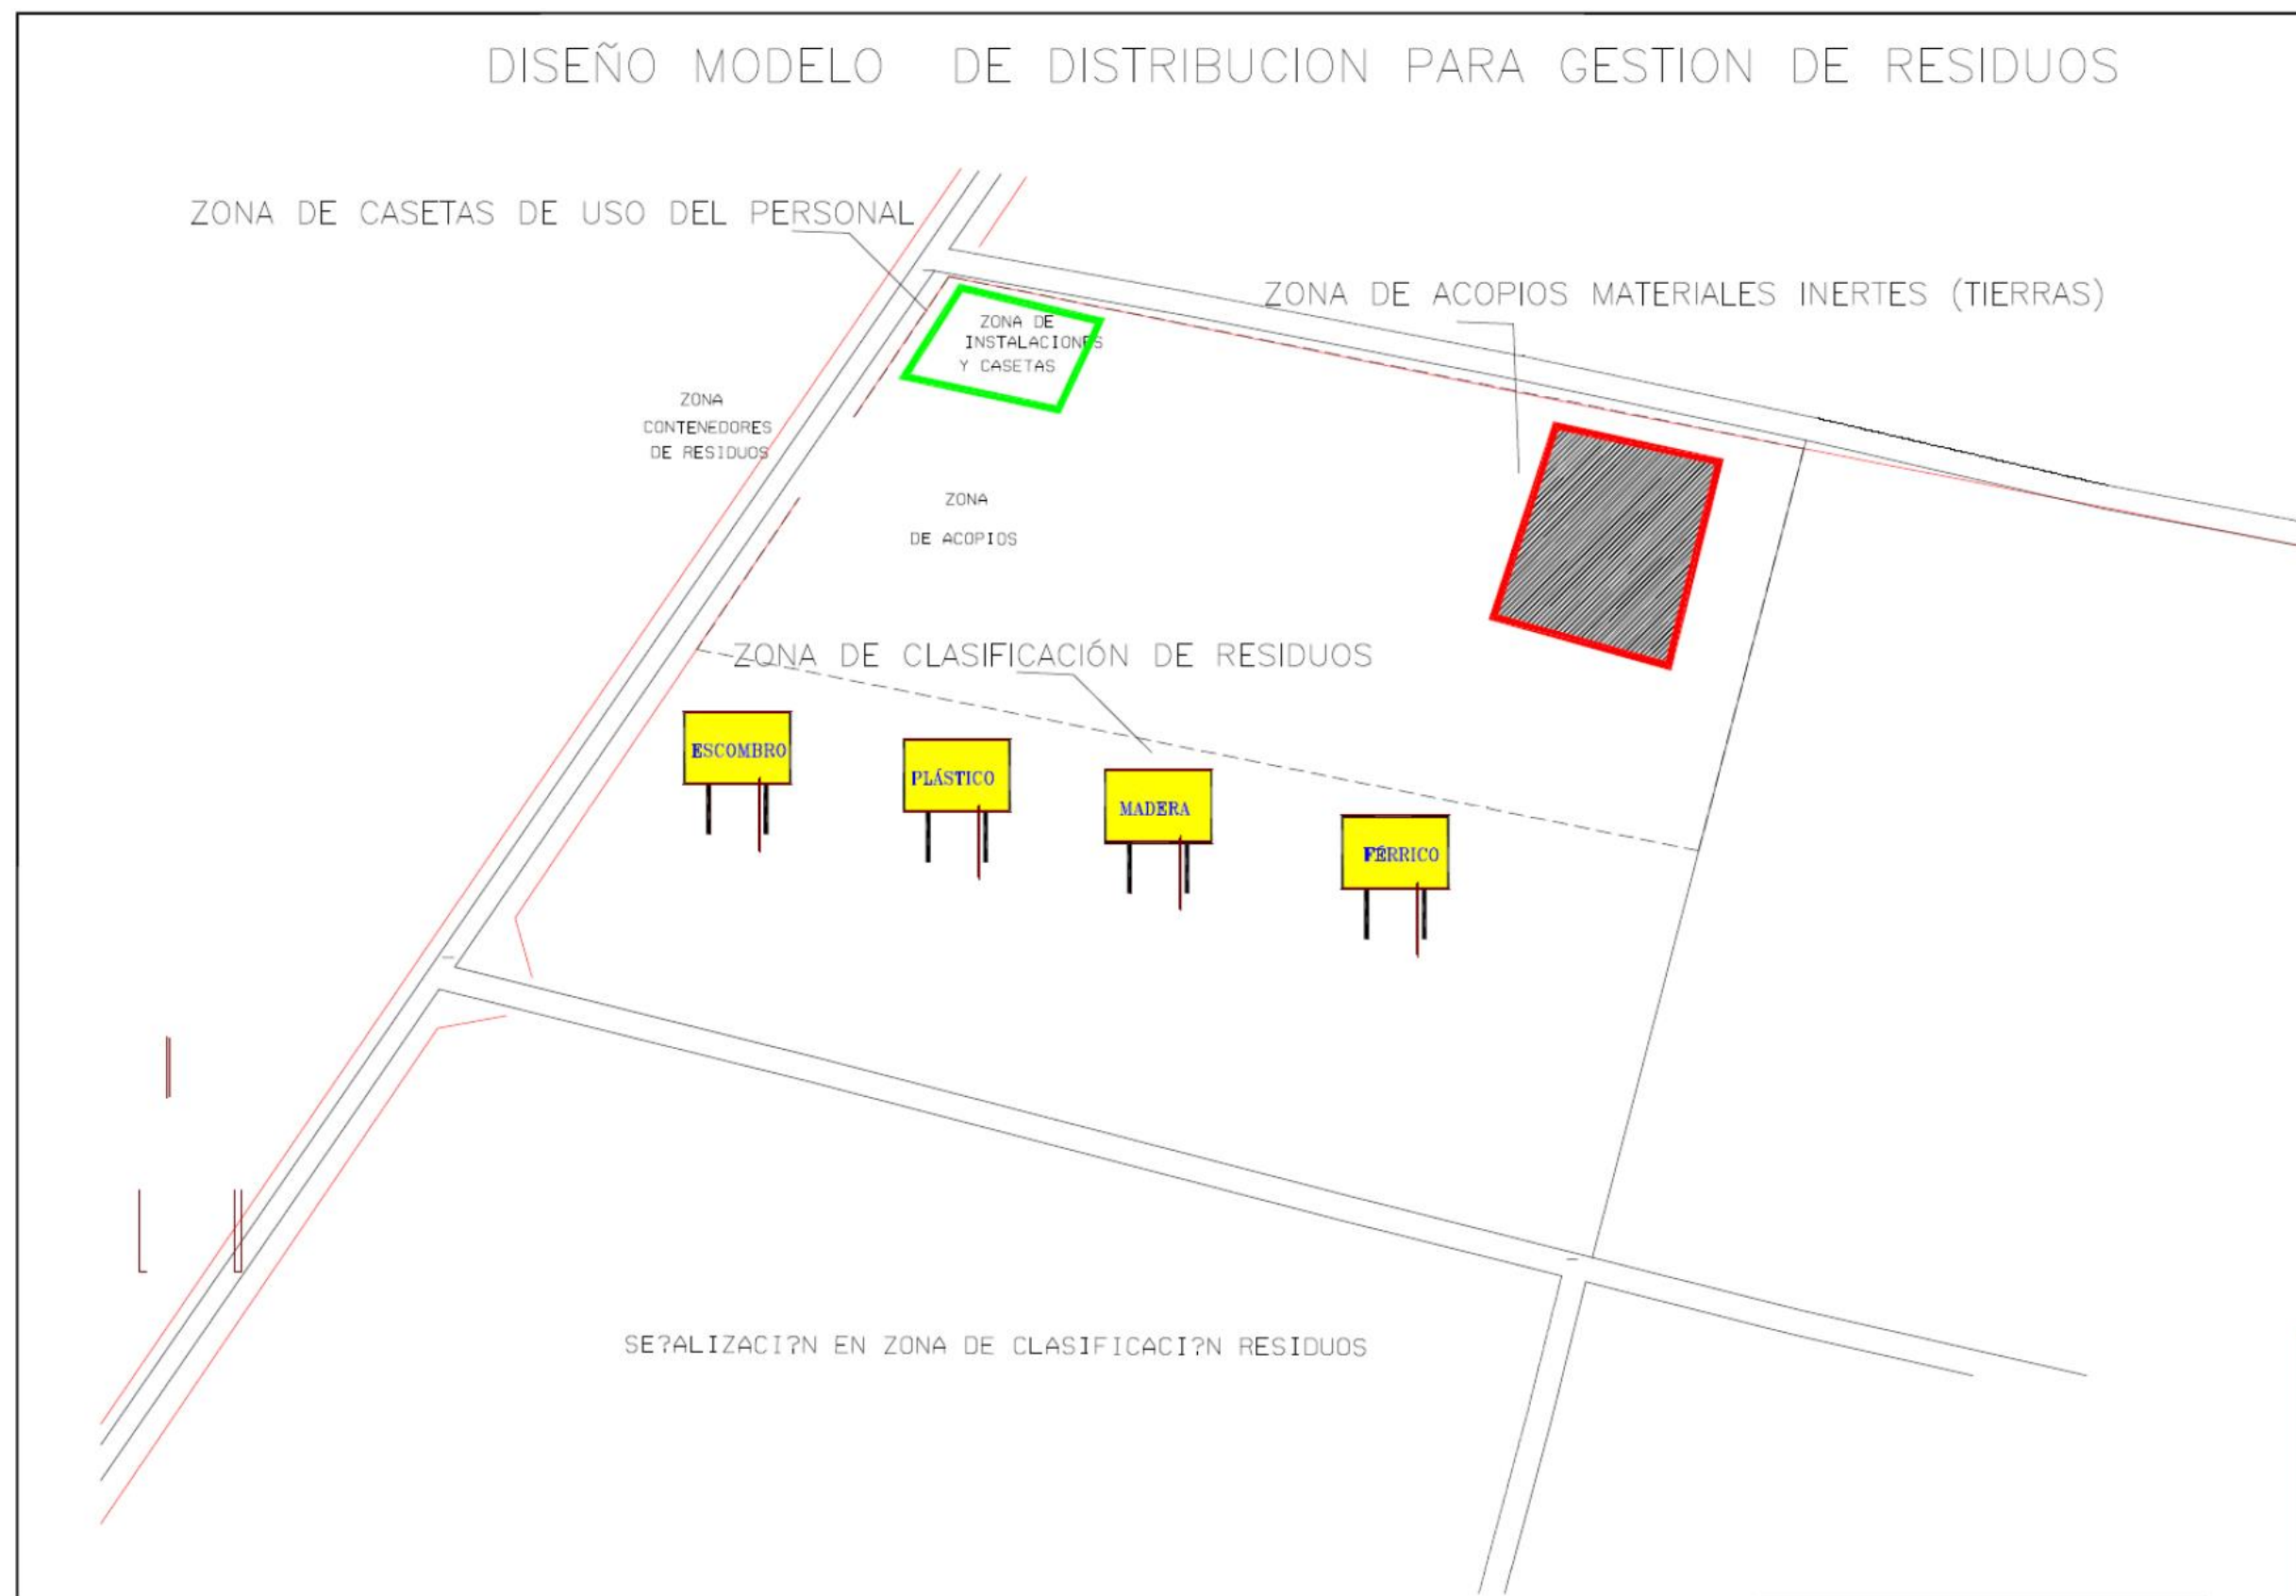 DISEÑO MODELO DE DISTRIBUCION PARA GESTION DE RESIDUOS
ZONA DE CASETAS DE USO DEL PERSONAL
ZONA DE ACOPIOS MATERIALES INERTES (TIERRAS)
ZONA DE
INSTALACIONES
Y CASETAS
ZONA
CONTENEDORES
DE RESIDUOS
ZONA
DE ACOPIOS
ZONA DE CLASIFICACIÓN DE RESIDUOS
ESCOMBRO
PLÁSTICO
MADERA
FÉRRICO
SE?ALIZACI?N EN ZONA DE CLASIFICACI?N RESIDUOS